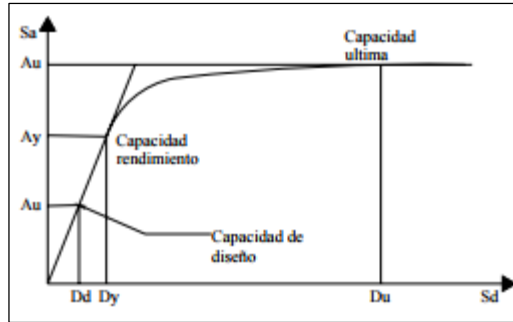 Sa
Capacidad
ultima
Au
Ay
Capacidad
rendimiento
Au
Capacidad de
diseño
Dd Dy Du Sd